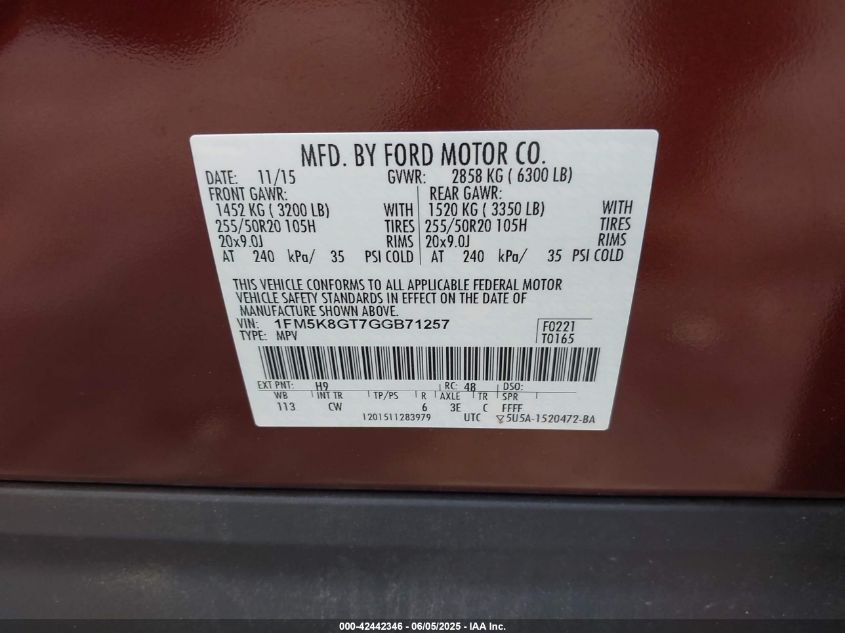 MFD. BY FORD MOTOR CO.
DATE: 11/15 GVWR: 2858 KG ( 6300 LB)
FRONT GAWR: REAR GAWR:
1452 KG ( 3200 LB) WITH 1520 KG ( 3350 LB) WITH
255/50R20 105H TIRES 255/50R20 105H TIRES
20x9.0J RIMS 20x9.0J RIMS
AT 240 kPa/ 35 PSI COLD AT 240 kPa/ 35 PSI COLD
THIS VEHICLE CONFORMS TO ALL APPLICABLE FEDERAL MOTOR
VEHICLE SAFETY STANDARDS IN EFFECT ON THE DATE OF
MANUFACTURE SHOWN ABOVE.
VIN: 1FM5K8GT7GGB71257 F0221
TYPE: MPV T0165
EXT PNT: H9 RC: 48 DSO:
WB INT TR TP/PS R AXLE TR SPR
113 CW 6 3E C FFFF
1201511283979 UTC 5U5A-1520472-BA
000-42442346 | 06/05/2025 - IAA Inc.